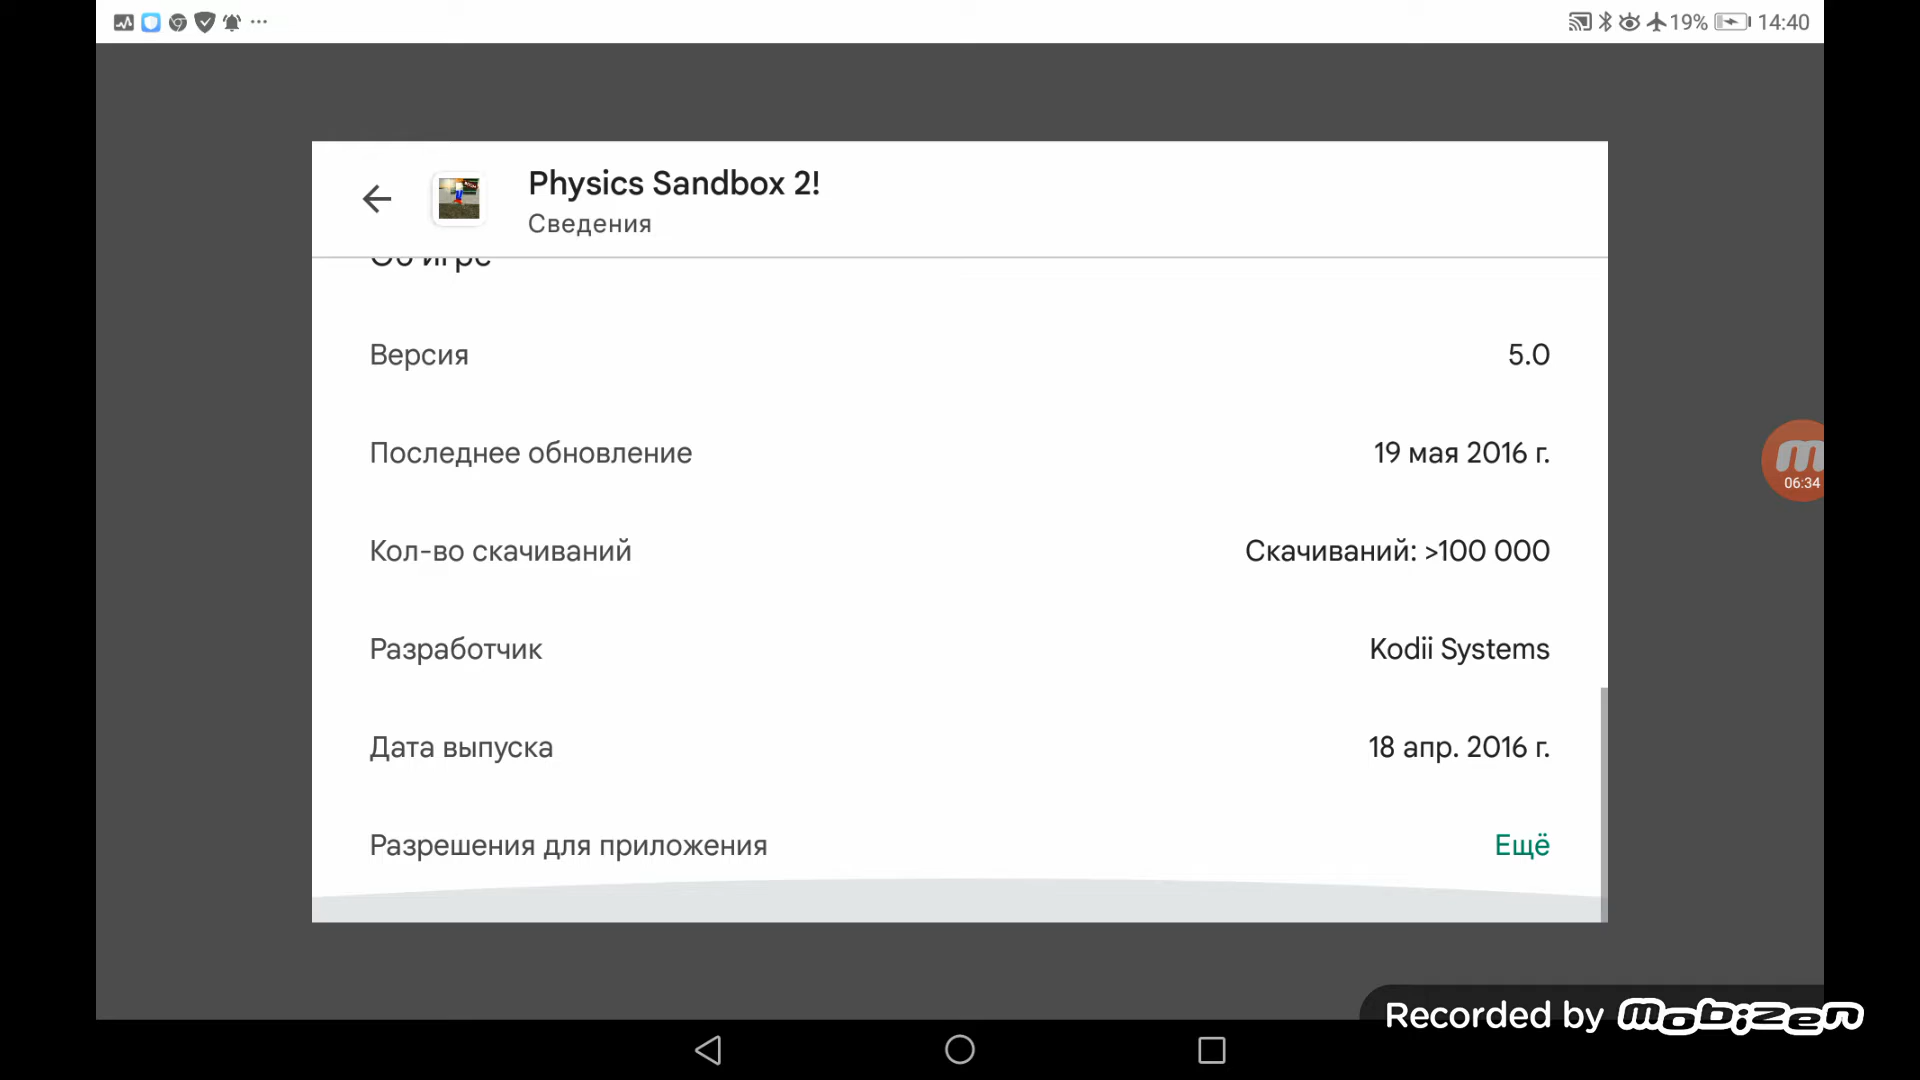 19% 14:40
Physics Sandbox 2!
Сведения
Об игре
Версия 5.0
Последнее обновление 19 мая 2016 г.
06:34
Кол-во скачиваний Скачиваний: >100 000
Разработчик Kodii Systems
Дата выпуска 18 апр. 2016 г.
Разрешения для приложения Ещё
Recorded by mobizen